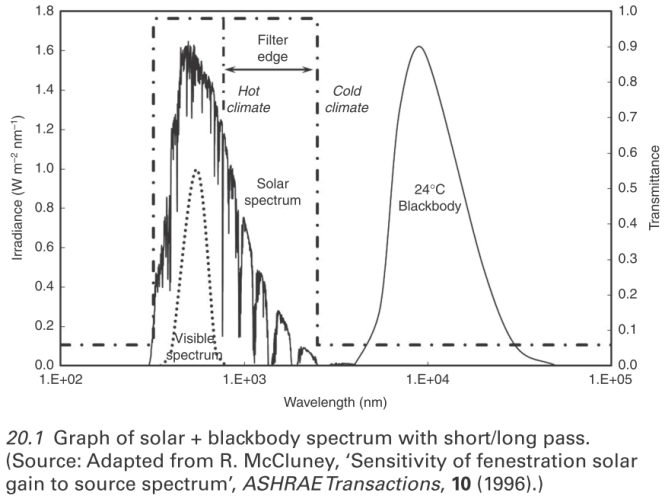 1.8
1.6
1.4
1.2
1.0
0.8
0.6
0.4
0.2
0.0
Irradiance (W m−2 nm−1)
1.0
0.9
0.8
0.7
0.6
0.5
0.4
0.3
0.2
0.1
0.0
Transmittance
Filter
edge
Hot
climate
Cold
climate
Solar
spectrum
24°C
Blackbody
Visible
spectrum
1.E+02
1.E+03
1.E+04
1.E+05
Wavelength (nm)
20.1 Graph of solar + blackbody spectrum with short/long pass.
(Source: Adapted from R. McCluney, ‘Sensitivity of fenestration solar
gain to source spectrum’, ASHRAE Transactions, 10 (1996).)